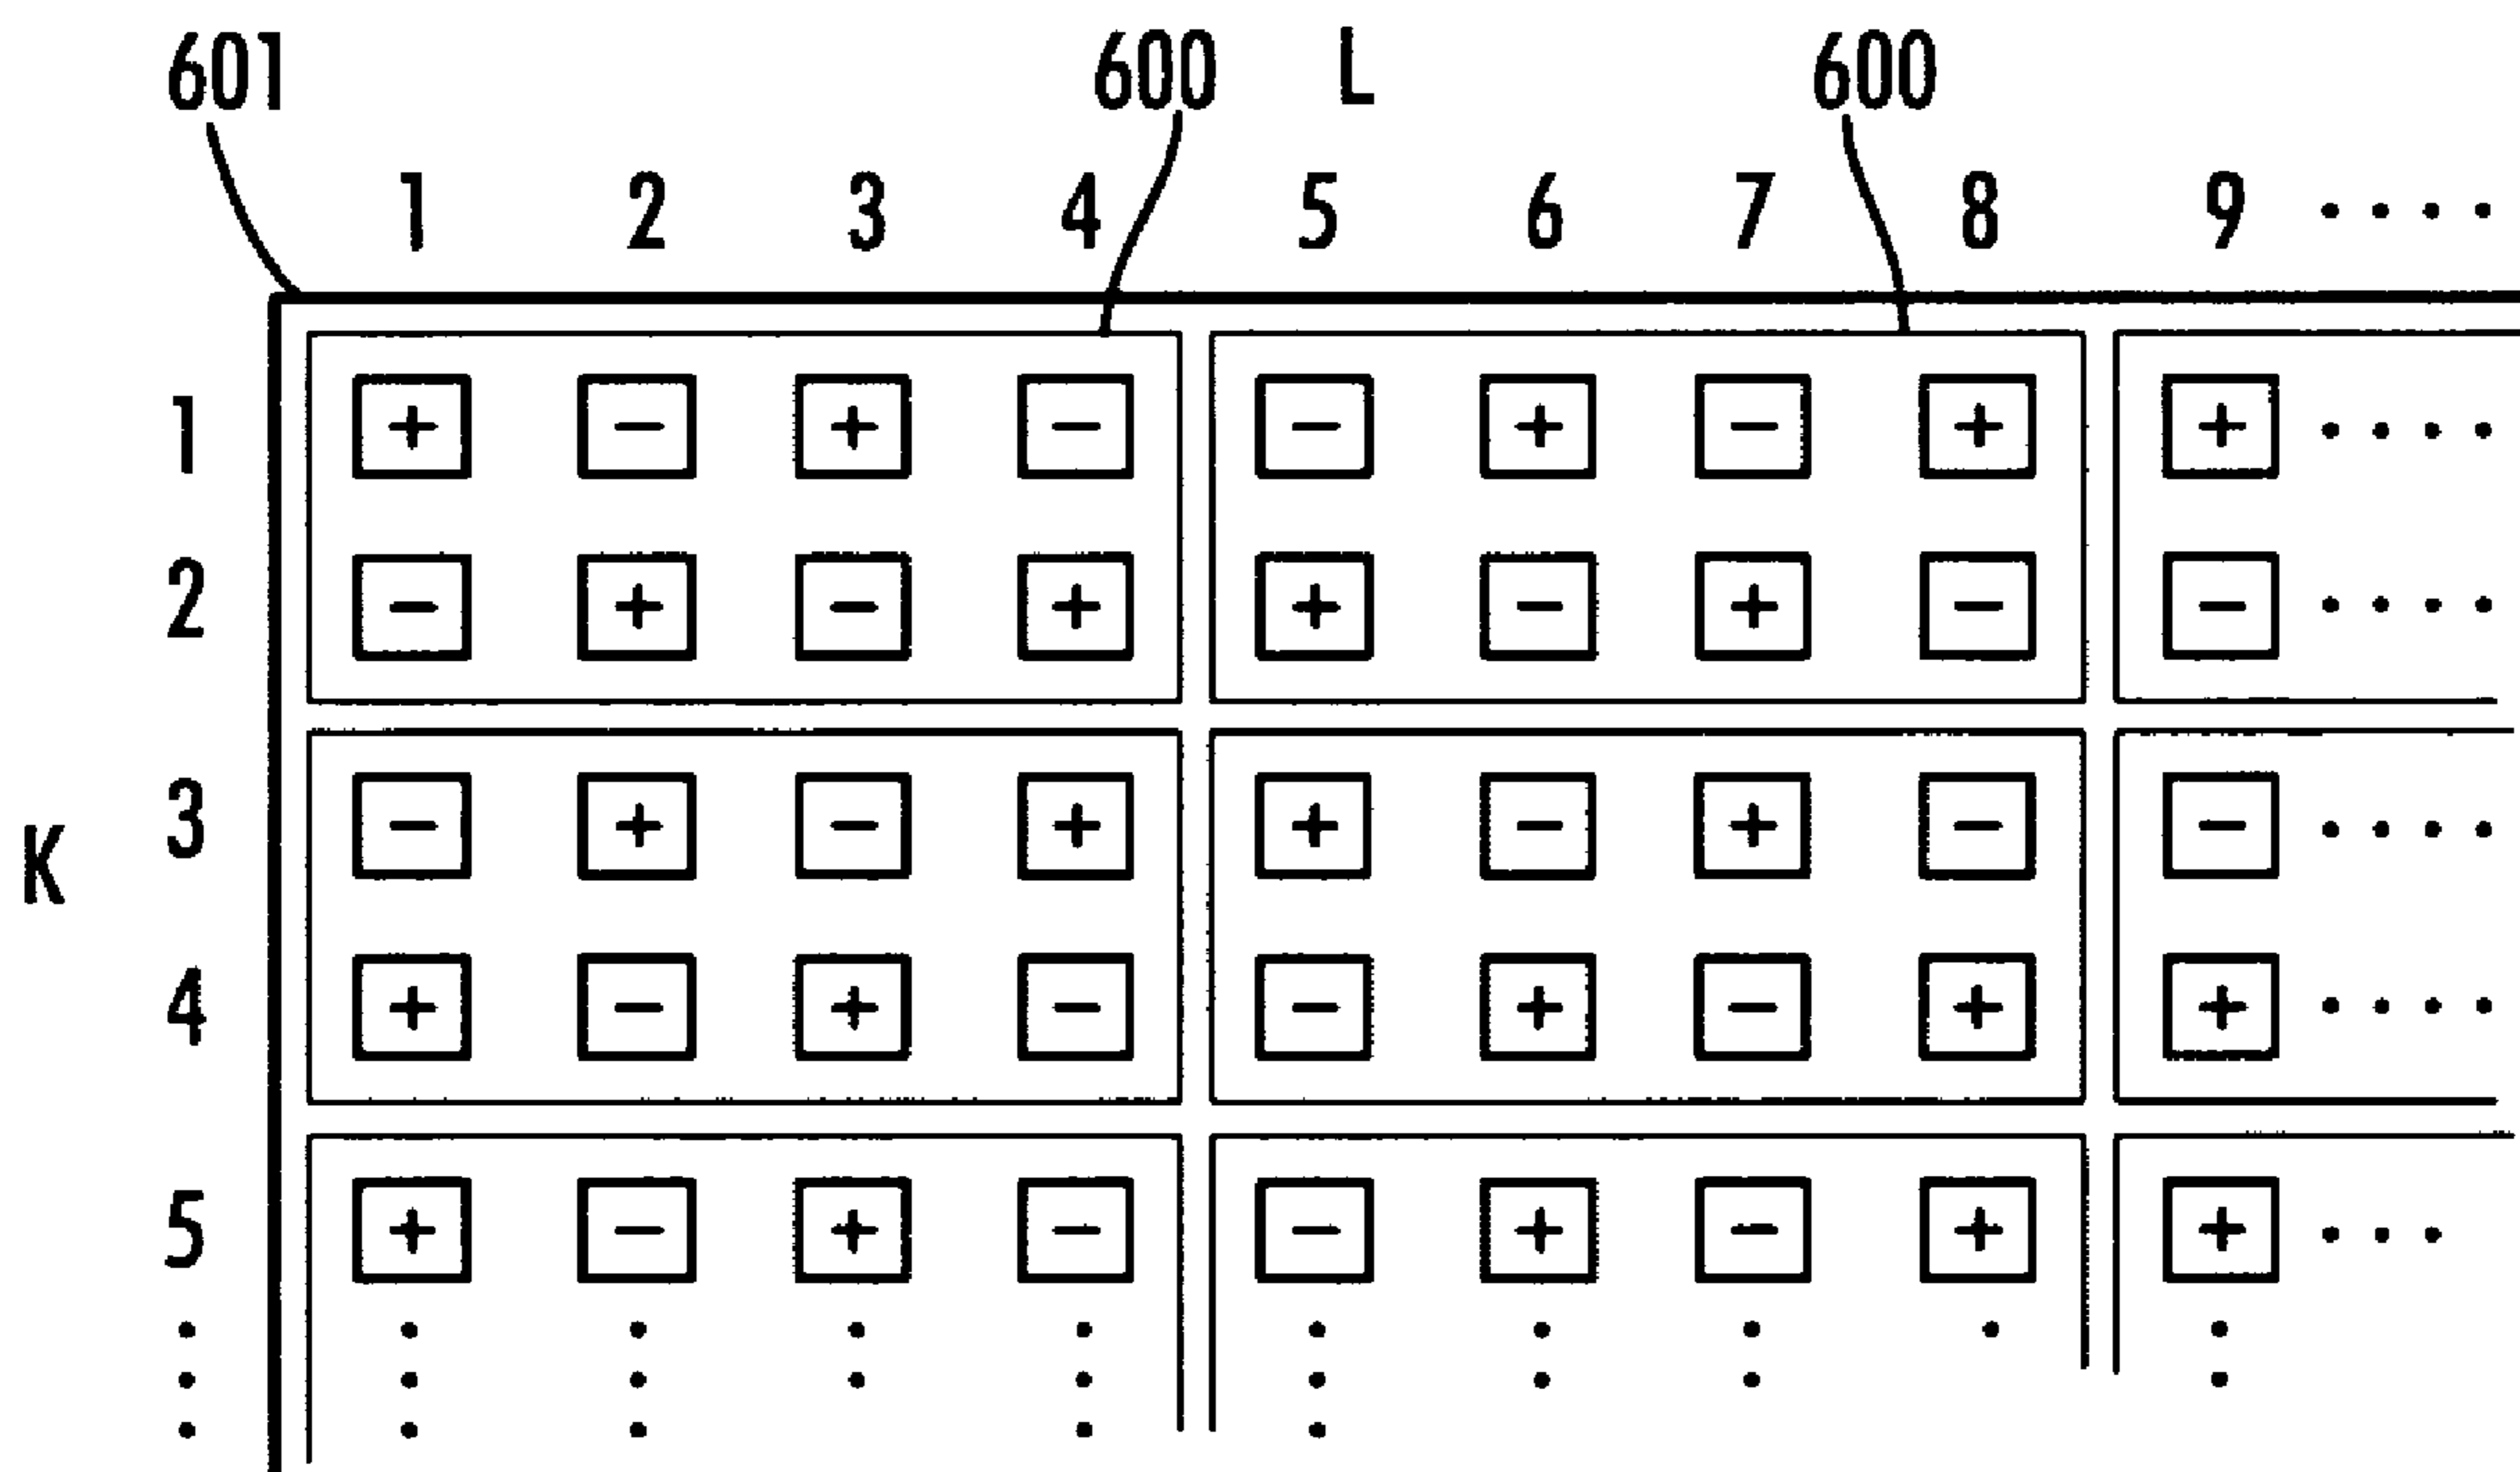 601 600 L 600
1 2 3 4 5 6 7 8 9 ....
1 + − + − − + − + + ....
2 − + − + + − + − − ....
3 − + − + + − + − − ....
K
4 + − + − − + − + + ....
5 + − + − − + − + + ...